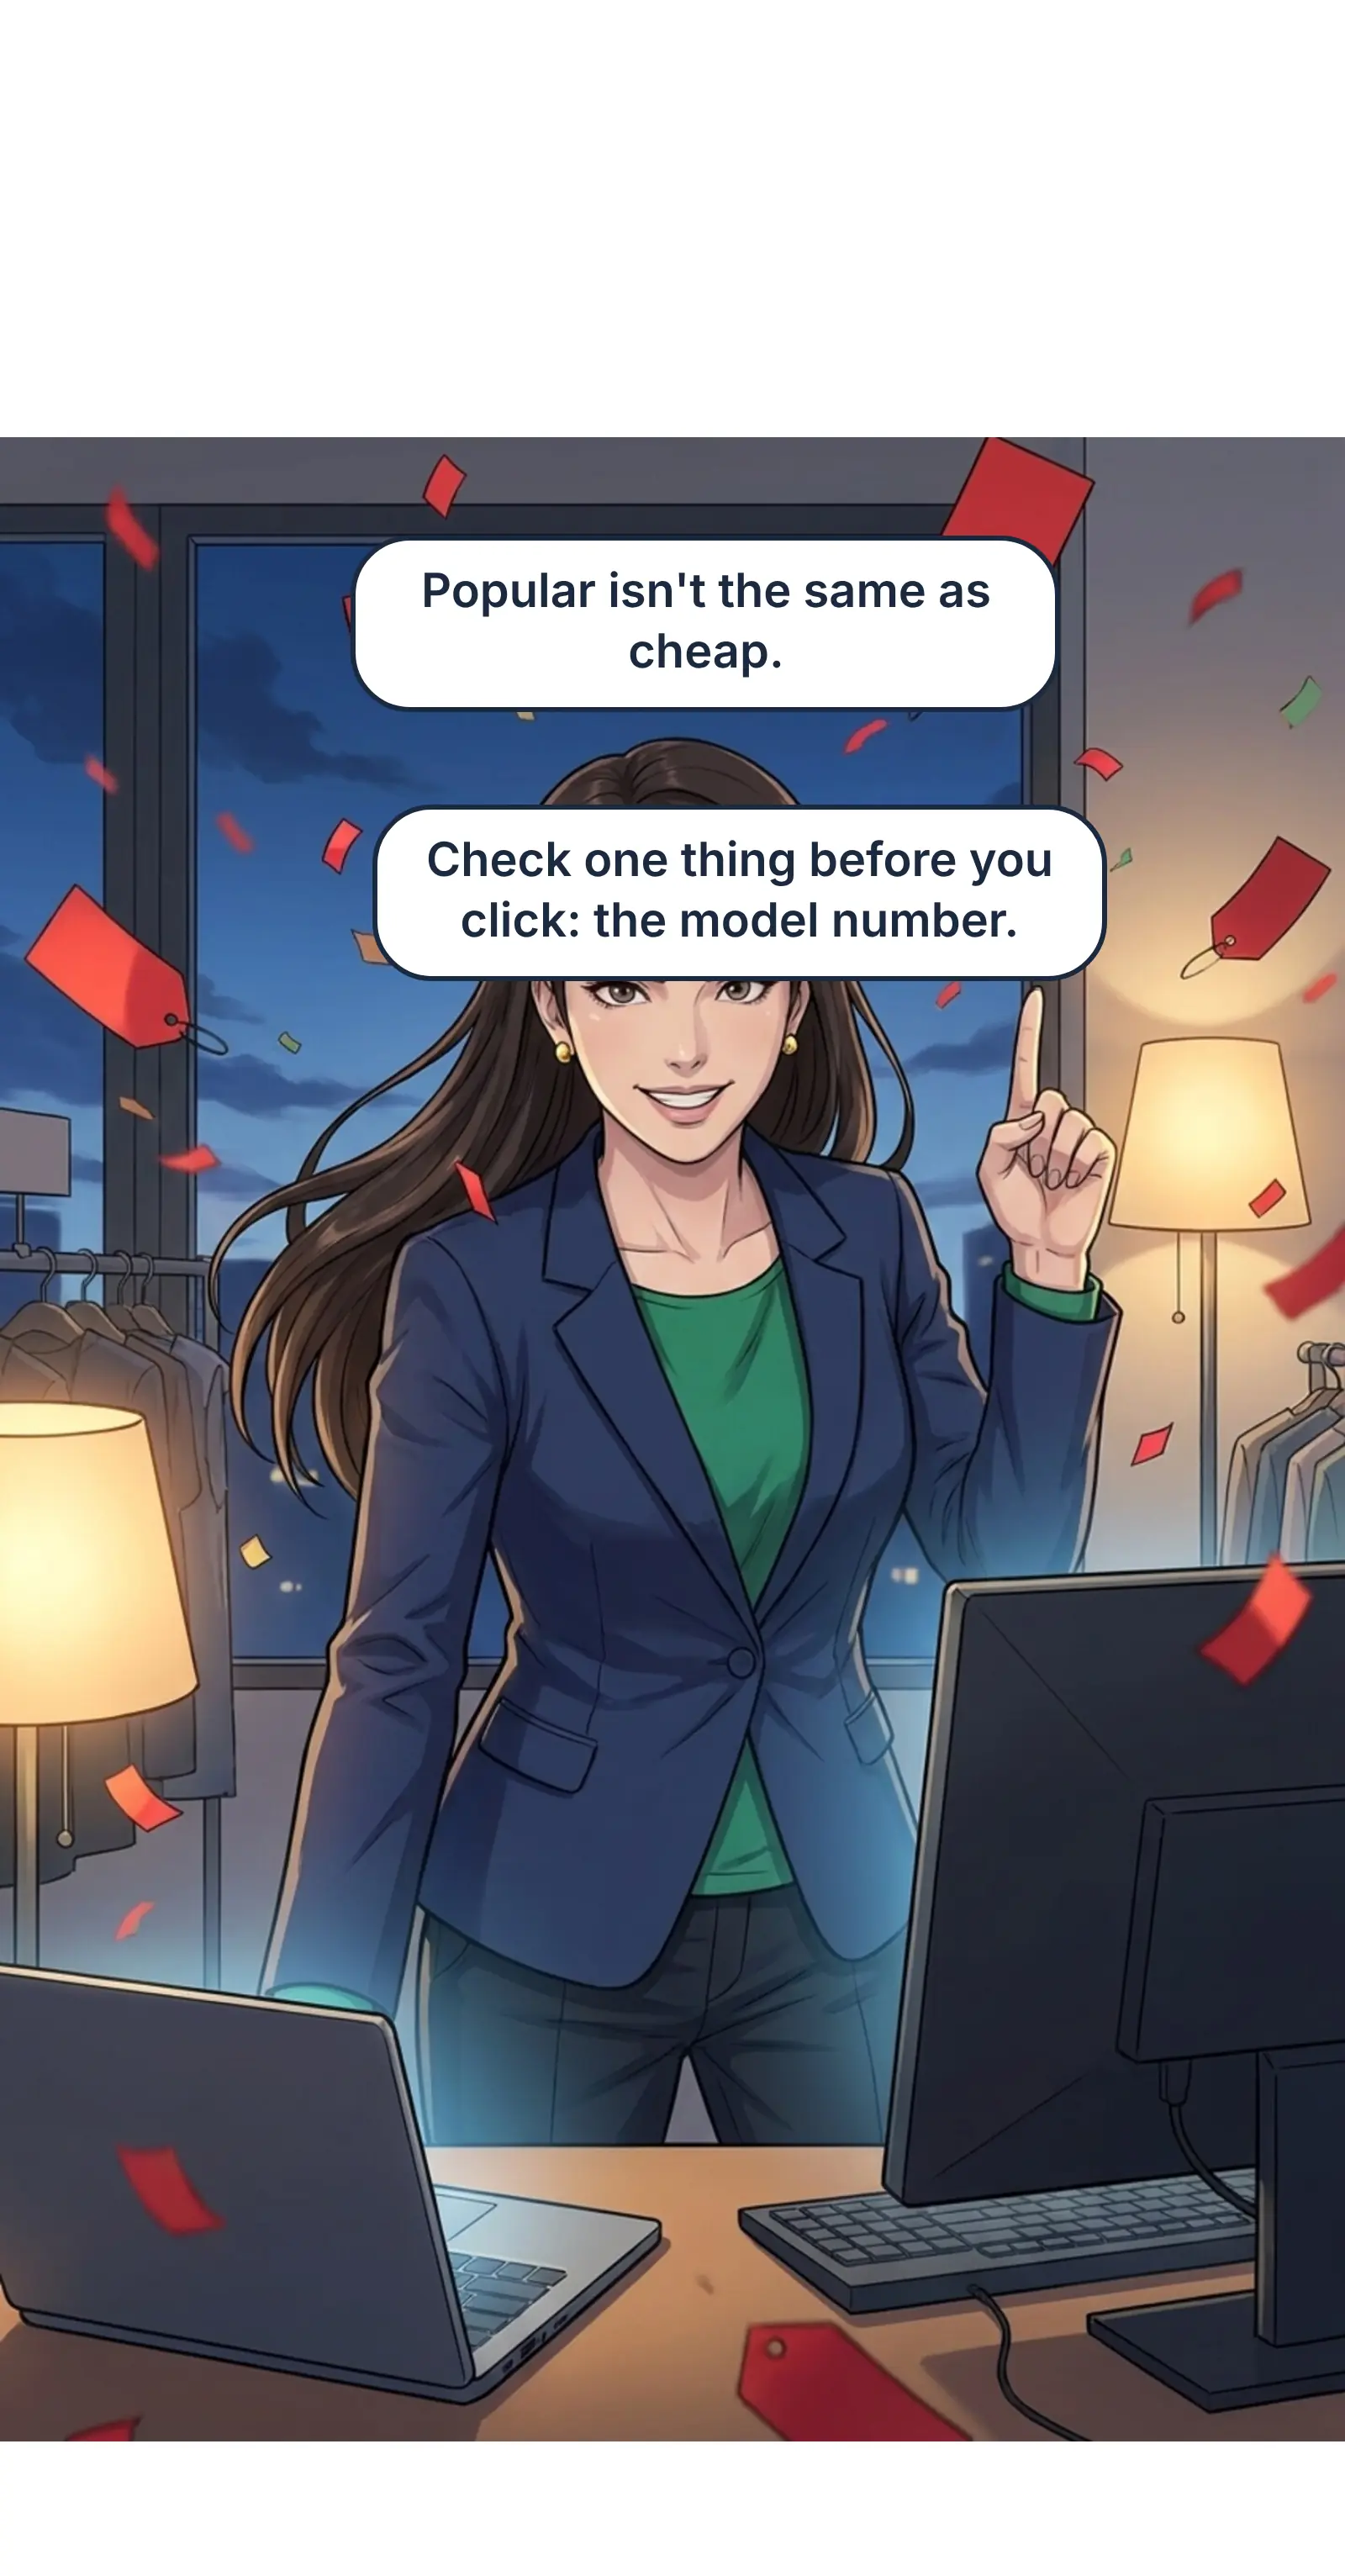 Popular isn't the same as
cheap.
Check one thing before you
click: the model number.